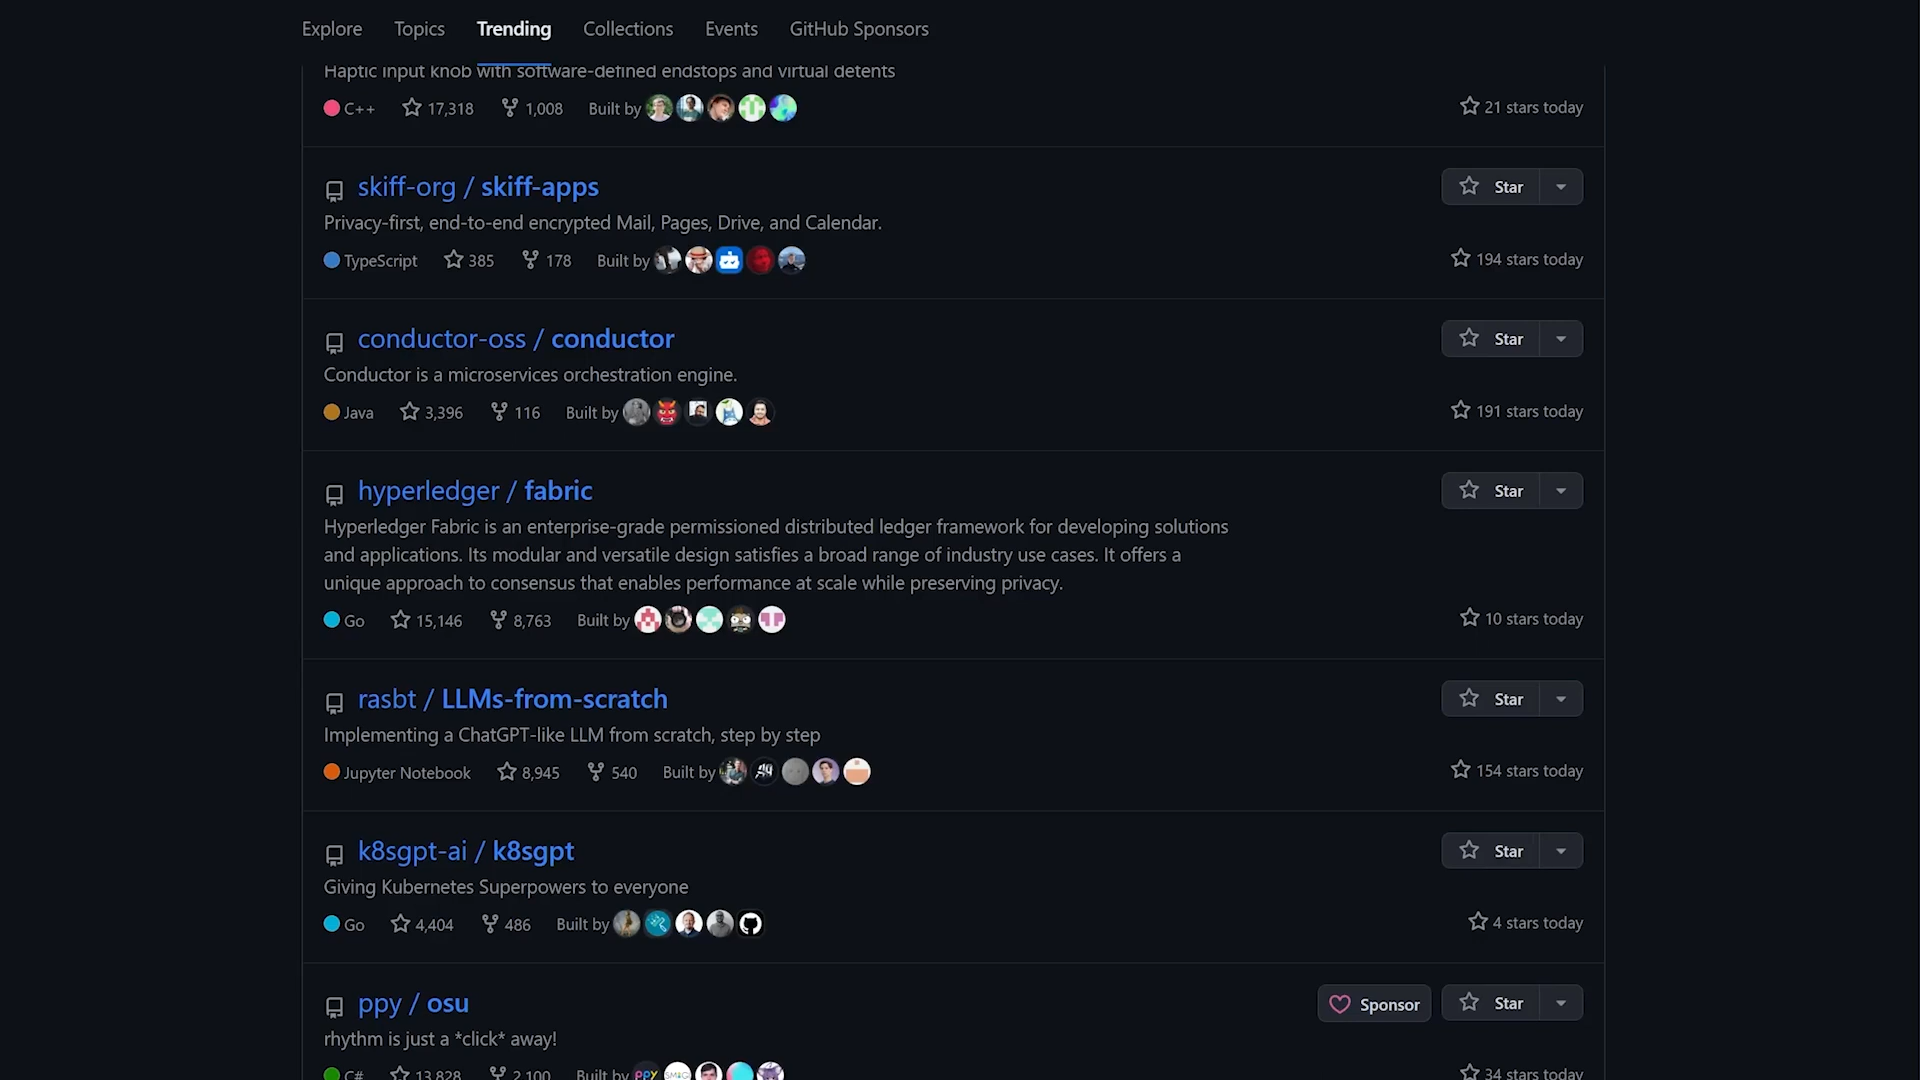 Explore Topics Trending Collections Events GitHub Sponsors
Haptic input knob with software-defined endstops and virtual detents
C++ 17,318 1,008 Built by 21 stars today
skiff-org / skiff-apps Star
Privacy-first, end-to-end encrypted Mail, Pages, Drive, and Calendar.
TypeScript 385 178 Built by 194 stars today
conductor-oss / conductor Star
Conductor is a microservices orchestration engine.
Java 3,396 116 Built by 191 stars today
hyperledger / fabric Star
Hyperledger Fabric is an enterprise-grade permissioned distributed ledger framework for developing solutions
and applications. Its modular and versatile design satisfies a broad range of industry use cases. It offers a
unique approach to consensus that enables performance at scale while preserving privacy.
Go 15,146 8,763 Built by 10 stars today
rasbt / LLMs-from-scratch Star
Implementing a ChatGPT-like LLM from scratch, step by step
Jupyter Notebook 8,945 540 Built by 154 stars today
k8sgpt-ai / k8sgpt Star
Giving Kubernetes Superpowers to everyone
Go 4,404 486 Built by 4 stars today
ppy / osu Sponsor Star
rhythm is just a *click* away!
C# 13,828 2,100 Built by ppy 34 stars today